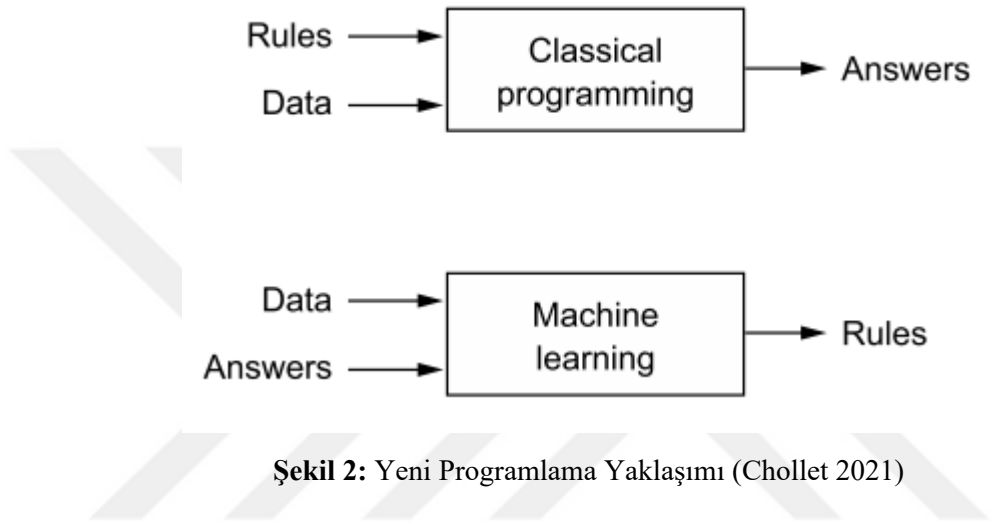 Rules
Data
Classical
programming
Answers
Data
Answers
Machine
learning
Rules
Şekil 2: Yeni Programlama Yaklaşımı (Chollet 2021)